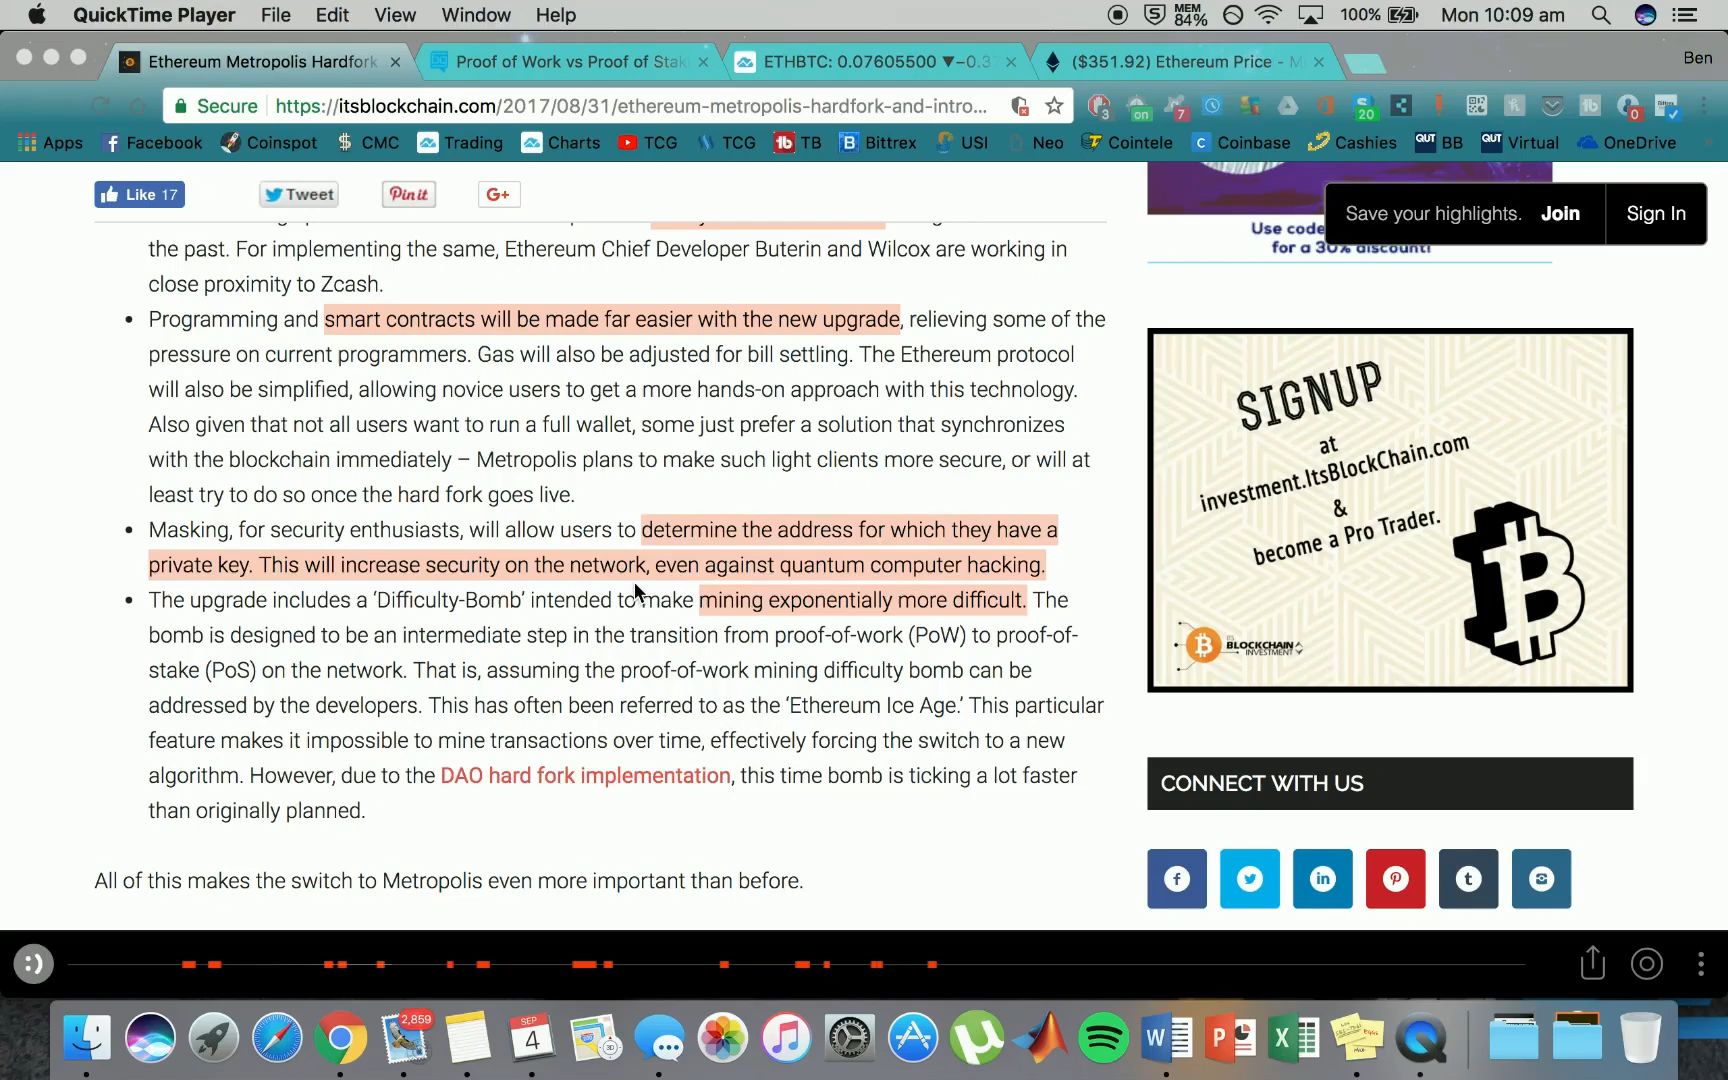 QuickTime Player File Edit View Window Help MEM 84% 100% Mon 10:09 am
Ethereum Metropolis Hardfork Proof of Work vs Proof of Stak ETHBTC: 0.07605500 ▼−0.3 ($351.92) Ethereum Price - M Ben
Secure https://itsblockchain.com/2017/08/31/ethereum-metropolis-hardfork-and-intro... 3 on 7 20 0
Apps Facebook Coinspot CMC Trading Charts TCG TCG TB Bittrex USI Neo Cointele Coinbase Cashies BB Virtual OneDrive
Like 17 Tweet Pin it G+
Save your highlights. Join Sign In
Use code
for a 30% discount!
the past. For implementing the same, Ethereum Chief Developer Buterin and Wilcox are working in
close proximity to Zcash.
• Programming and smart contracts will be made far easier with the new upgrade, relieving some of the
pressure on current programmers. Gas will also be adjusted for bill settling. The Ethereum protocol
will also be simplified, allowing novice users to get a more hands-on approach with this technology.
Also given that not all users want to run a full wallet, some just prefer a solution that synchronizes
with the blockchain immediately – Metropolis plans to make such light clients more secure, or will at
least try to do so once the hard fork goes live.
• Masking, for security enthusiasts, will allow users to determine the address for which they have a
private key. This will increase security on the network, even against quantum computer hacking.
• The upgrade includes a ‘Difficulty-Bomb’ intended to make mining exponentially more difficult. The
bomb is designed to be an intermediate step in the transition from proof-of-work (PoW) to proof-of-
stake (PoS) on the network. That is, assuming the proof-of-work mining difficulty bomb can be
addressed by the developers. This has often been referred to as the ‘Ethereum Ice Age.’ This particular
feature makes it impossible to mine transactions over time, effectively forcing the switch to a new
algorithm. However, due to the DAO hard fork implementation, this time bomb is ticking a lot faster
than originally planned.
All of this makes the switch to Metropolis even more important than before.
SIGNUP
at
investment.ItsBlockChain.com
&
become a Pro Trader.
BLOCKCHAIN
INVESTMENT
CONNECT WITH US
:)
2,859
SEP
4